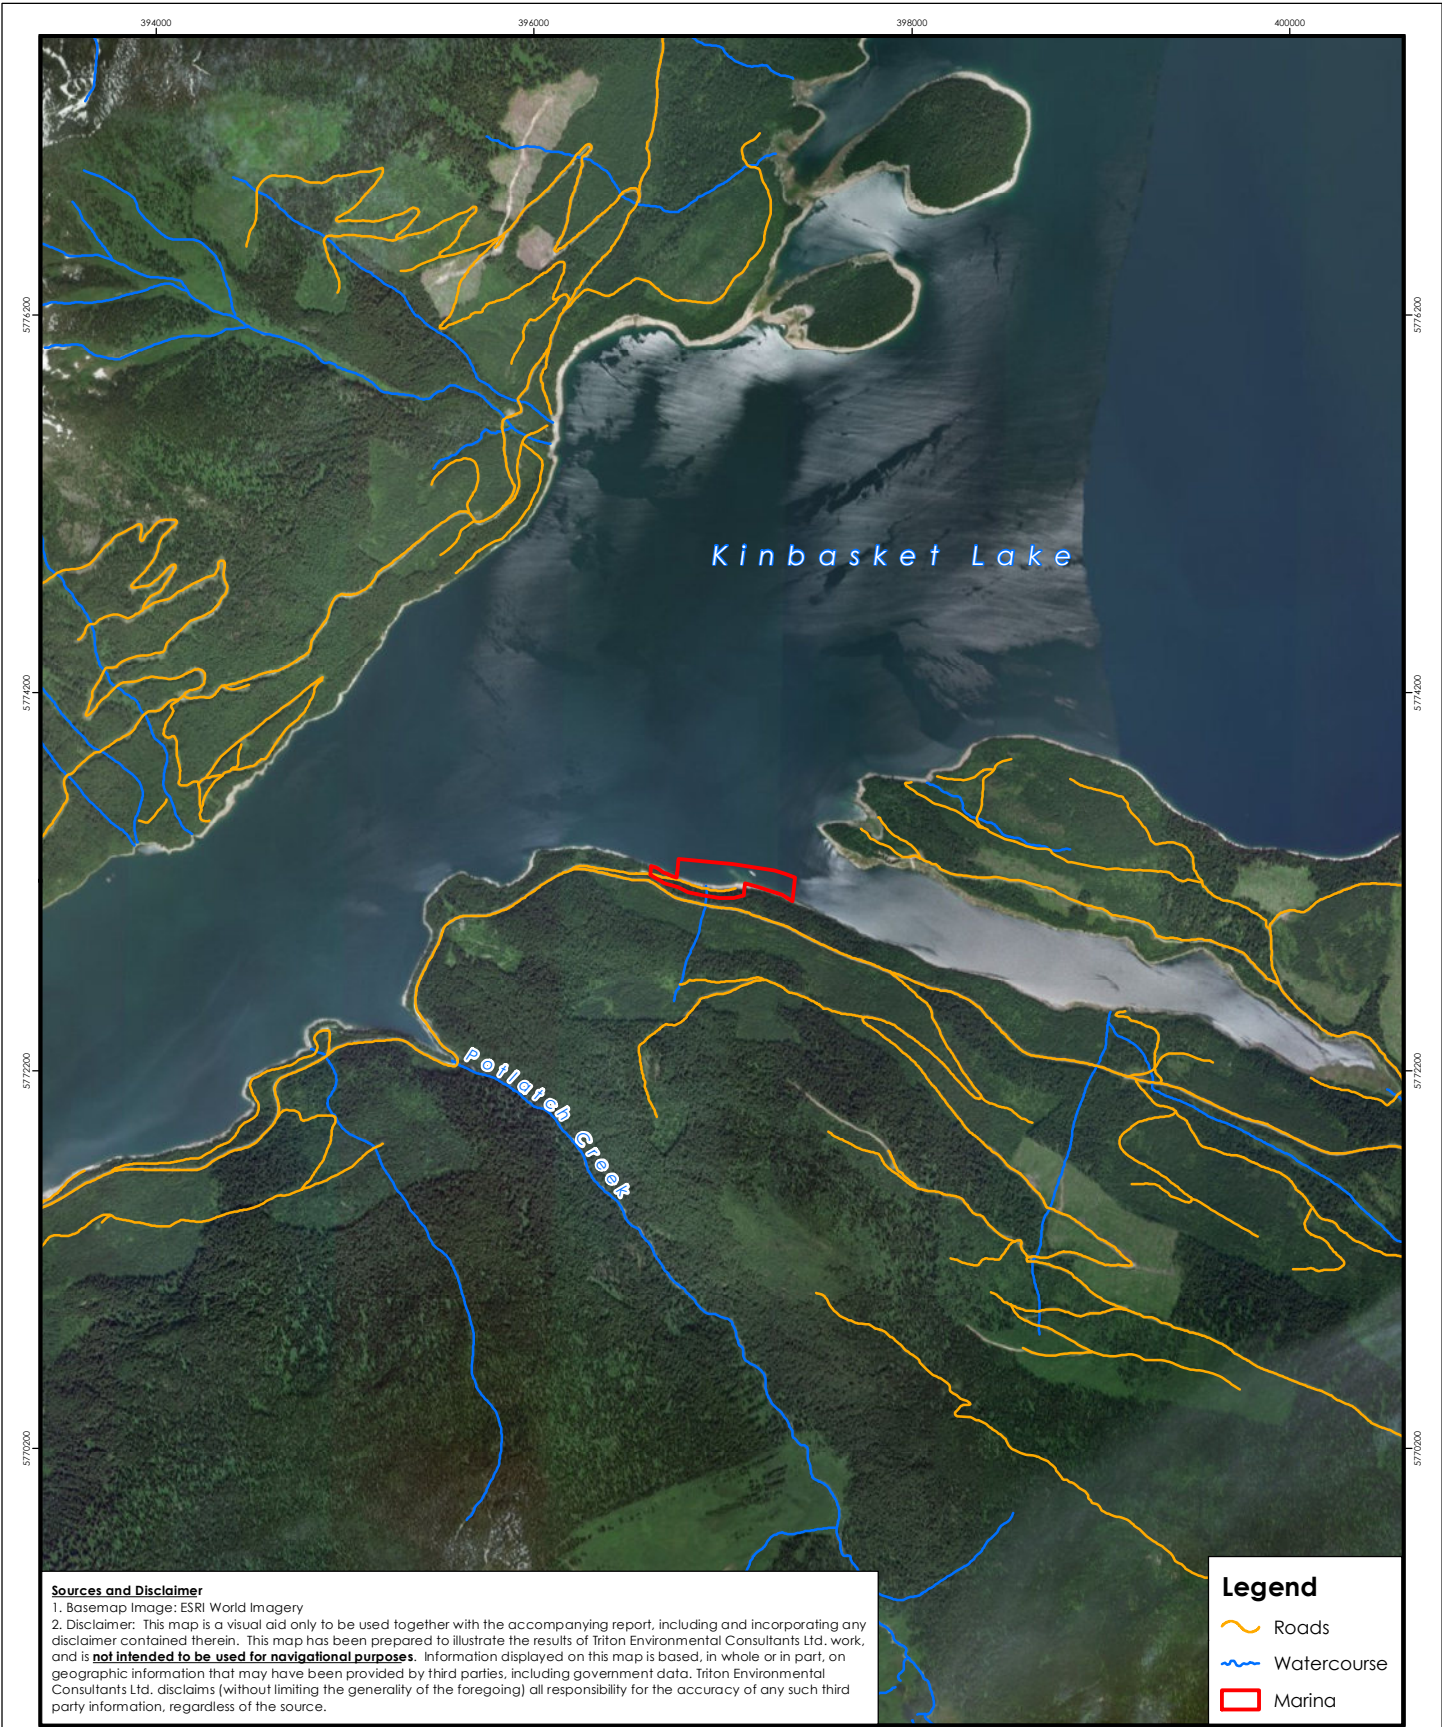 394000
396000
398000
400000
5776200
5776200
Kinbasket Lake
5774200
5774200
5772200
5772200
Potlatch Creek
5770200
5770200
Sources and Disclaimer
1. Basemap Image: ESRI World Imagery
2. Disclaimer: This map is a visual aid only to be used together with the accompanying report, including and incorporating any
disclaimer contained therein. This map has been prepared to illustrate the results of Triton Environmental Consultants Ltd. work,
and is not intended to be used for navigational purposes. Information displayed on this map is based, in whole or in part, on
geographic information that may have been provided by third parties, including government data. Triton Environmental
Consultants Ltd. disclaims (without limiting the generality of the foregoing) all responsibility for the accuracy of any such third
party information, regardless of the source.
Legend
Roads
Watercourse
Marina